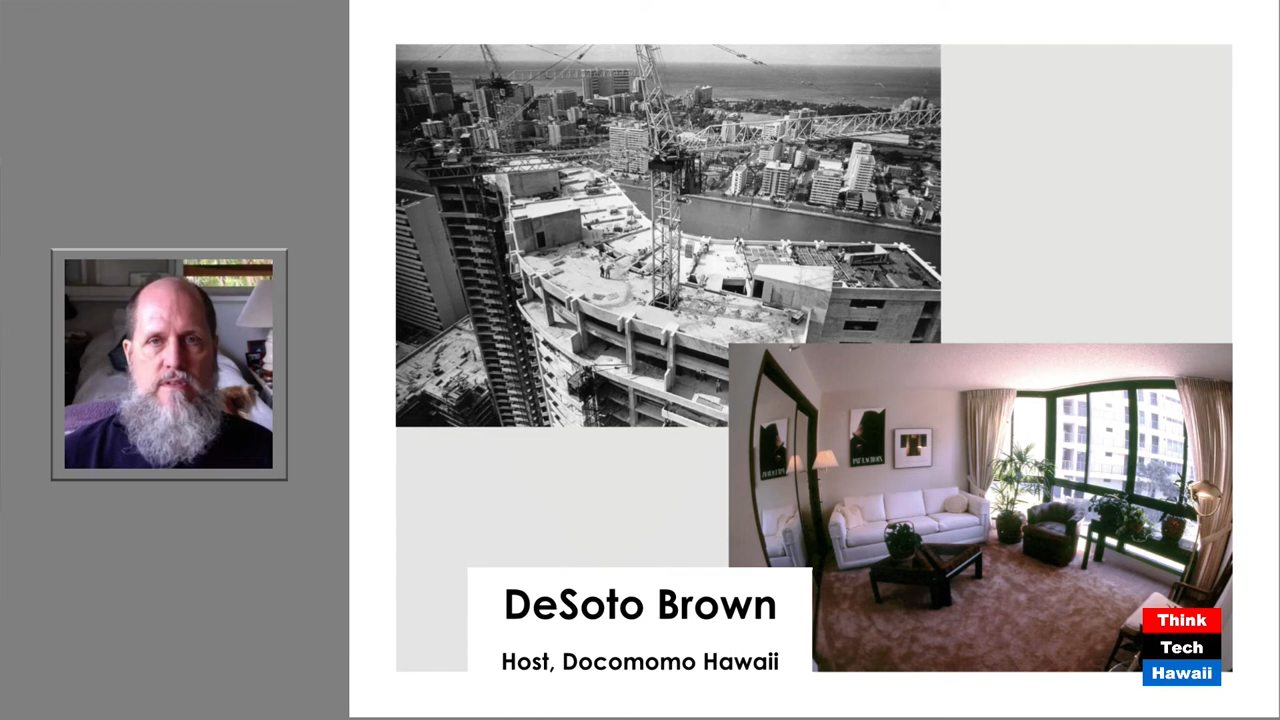 DeSoto Brown
Host, Docomomo Hawaii
Think
Tech
Hawaii